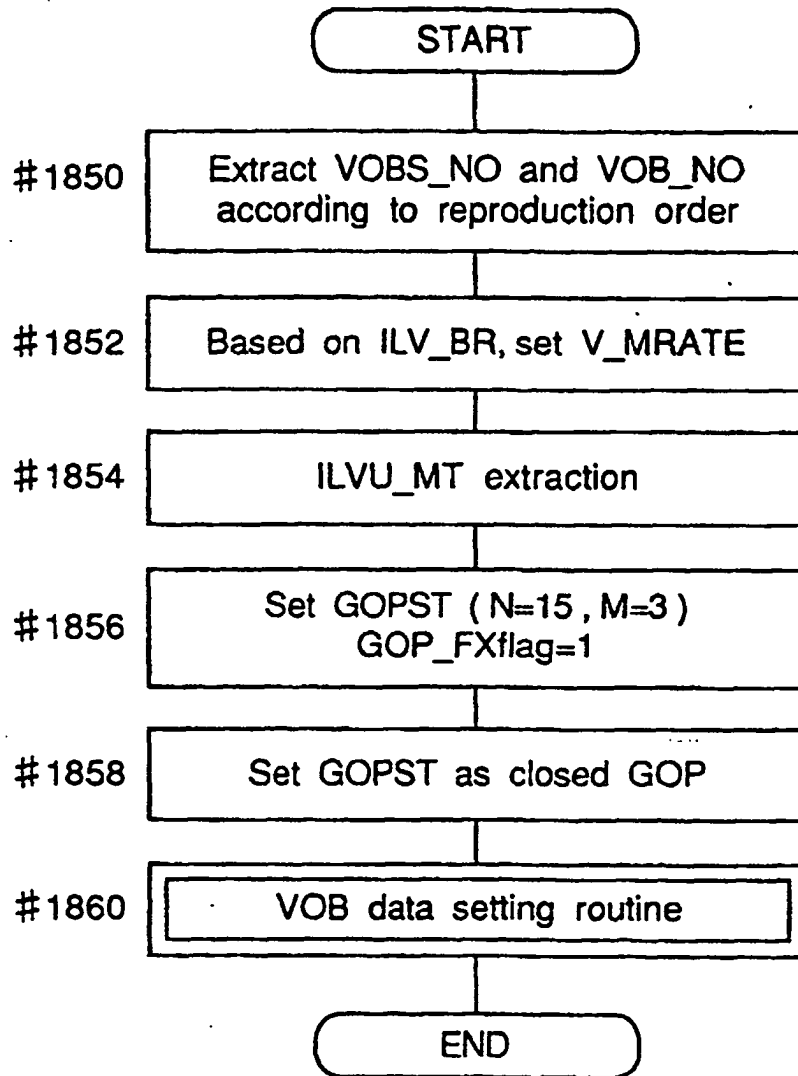 START
#1850
Extract VOBS_NO and VOB_NO
according to reproduction order
#1852
Based on ILV_BR, set V_MRATE
#1854
ILVU_MT extraction
#1856
Set GOPST (N=15, M=3)
GOP_FXflag=1
#1858
Set GOPST as closed GOP
#1860
VOB data setting routine
END